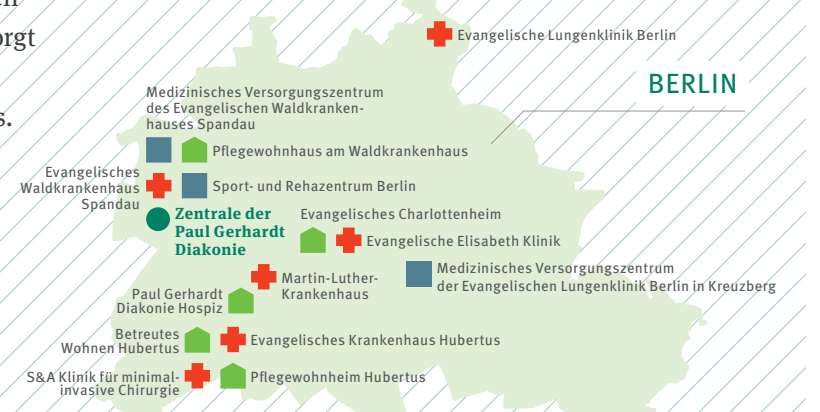 orgt
s.
Evangelische Lungenklinik Berlin
BERLIN
Medizinisches Versorgungszentrum
des Evangelischen Waldkranken-
hauses Spandau
Pflegewohnhaus am Waldkrankenhaus
Evangelisches
Waldkrankenhaus
Spandau
Sport- und Rehazentrum Berlin
Zentrale der
Paul Gerhardt
Diakonie
Evangelisches Charlottenheim
Evangelische Elisabeth Klinik
Medizinisches Versorgungszentrum
der Evangelischen Lungenklinik Berlin in Kreuzberg
Martin-Luther-
Krankenhaus
Paul Gerhardt
Diakonie Hospiz
Betreutes
Wohnen Hubertus
Evangelisches Krankenhaus Hubertus
S&A Klinik für minimal-
invasive Chirurgie
Pflegewohnheim Hubertus